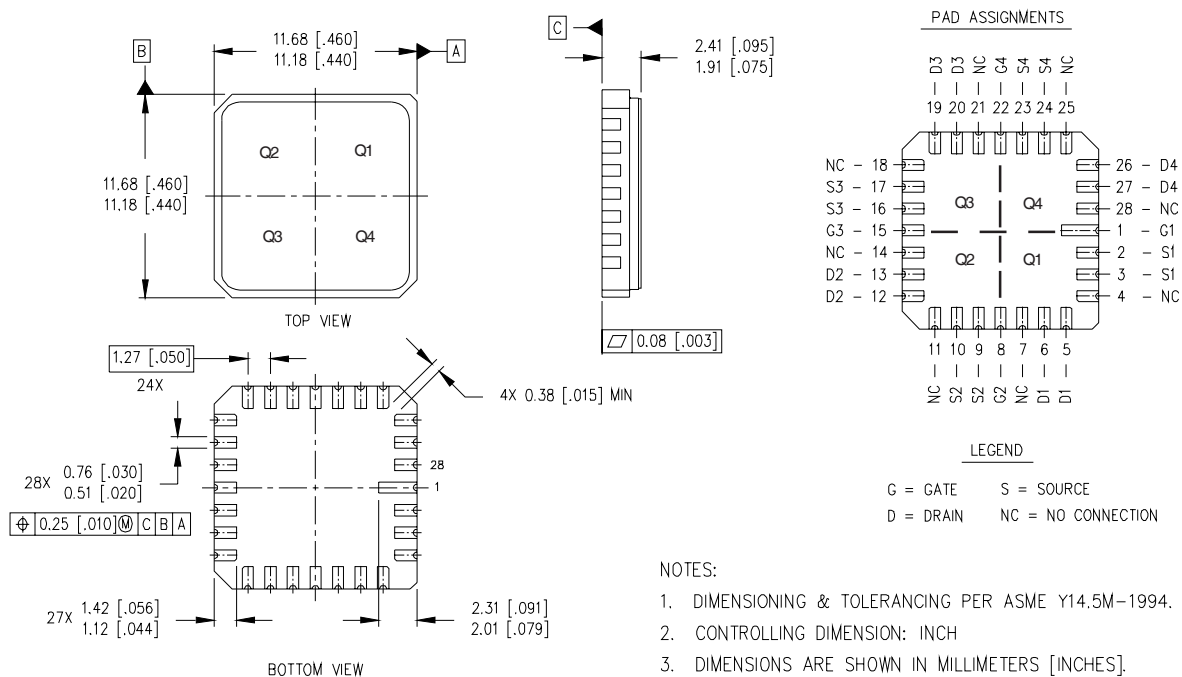 B
11.68 [.460]
11.18 [.440]
A
11.68 [.460]
11.18 [.440]
Q2 Q1
Q3 Q4
TOP VIEW
C
2.41 [.095]
1.91 [.075]
0.08 [.003]
PAD ASSIGNMENTS
D3 D3 NC G4 S4 S4 NC
19 20 21 22 23 24 25
NC - 18
S3 - 17
S3 - 16
G3 - 15
NC - 14
D2 - 13
D2 - 12
Q3 Q4
Q2 Q1
26 - D4
27 - D4
28 - NC
1 - G1
2 - S1
3 - S1
4 - NC
11 10 9 8 7 6 5
NC S2 S2 G2 NC D1 D1
1.27 [.050]
24X
4X 0.38 [.015] MIN
28X 0.76 [.030]
0.51 [.020]
⌖ 0.25 [.010] Ⓜ C B A
28
1
27X 1.42 [.056]
1.12 [.044]
2.31 [.091]
2.01 [.079]
BOTTOM VIEW
LEGEND
G = GATE S = SOURCE
D = DRAIN NC = NO CONNECTION
NOTES:
1. DIMENSIONING & TOLERANCING PER ASME Y14.5M-1994.
2. CONTROLLING DIMENSION: INCH
3. DIMENSIONS ARE SHOWN IN MILLIMETERS [INCHES].